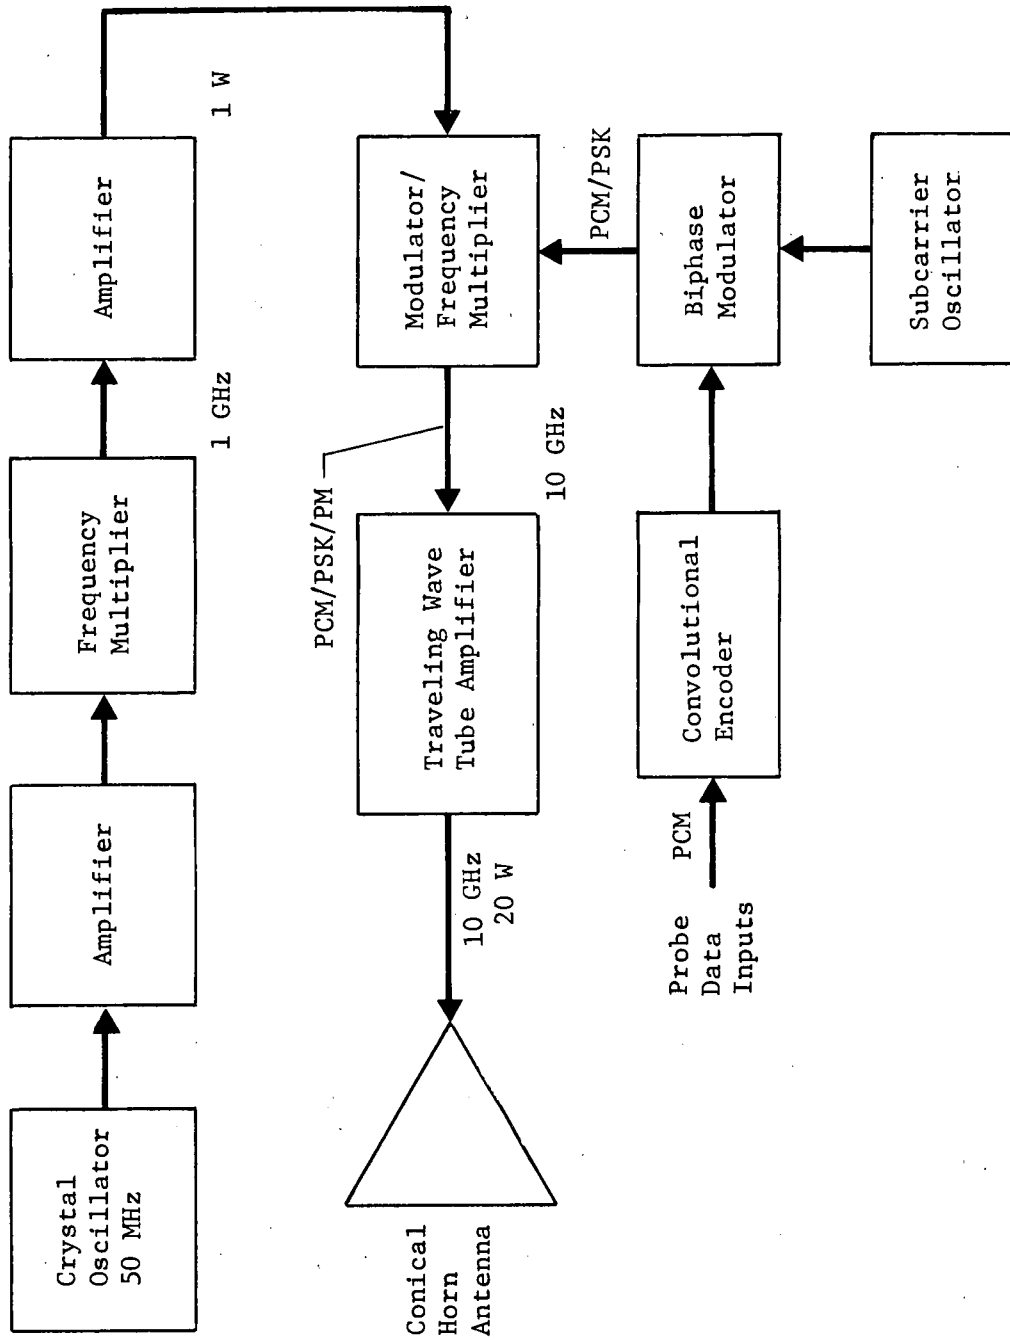 Crystal
Oscillator
50 MHz
Amplifier
Frequency
Multiplier
1 GHz
Amplifier
1 W
Conical
Horn
Antenna
10 GHz
20 W
Traveling Wave
Tube Amplifier
PCM/PSK/PM
10 GHz
Modulator/
Frequency
Multiplier
PCM/PSK
Probe
Data
Inputs
PCM
Convolutional
Encoder
Biphase
Modulator
Subcarrier
Oscillator